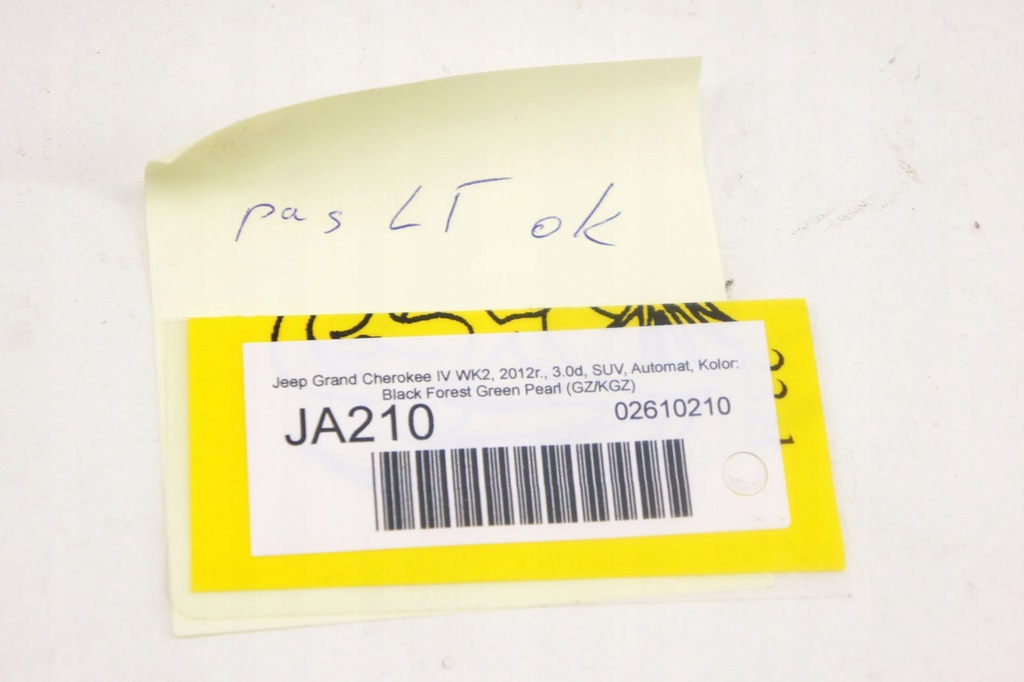 pas LT ok
Jeep Grand Cherokee IV WK2, 2012r., 3.0d, SUV, Automat, Kolor:
Black Forest Green Pearl (GZ/KGZ)
JA210 02610210